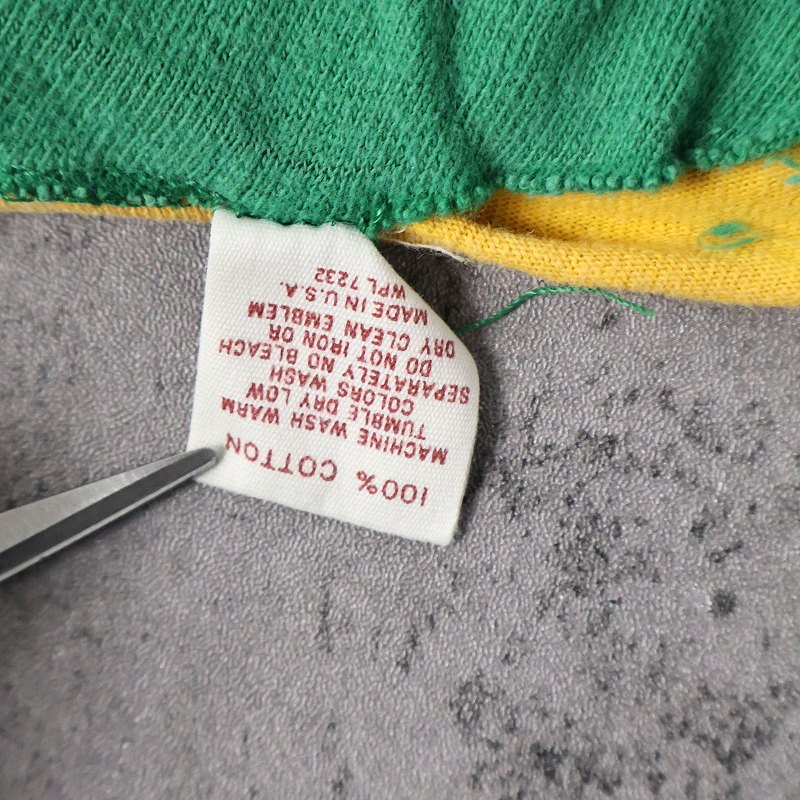 100% COTTON
MACHINE WASH WARM
TUMBLE DRY LOW
COLORS WASH
SEPARATELY NO BLEACH
DO NOT IRON OR
DRY CLEAN EMBLEM
MADE IN U.S.A.
WPL 7232